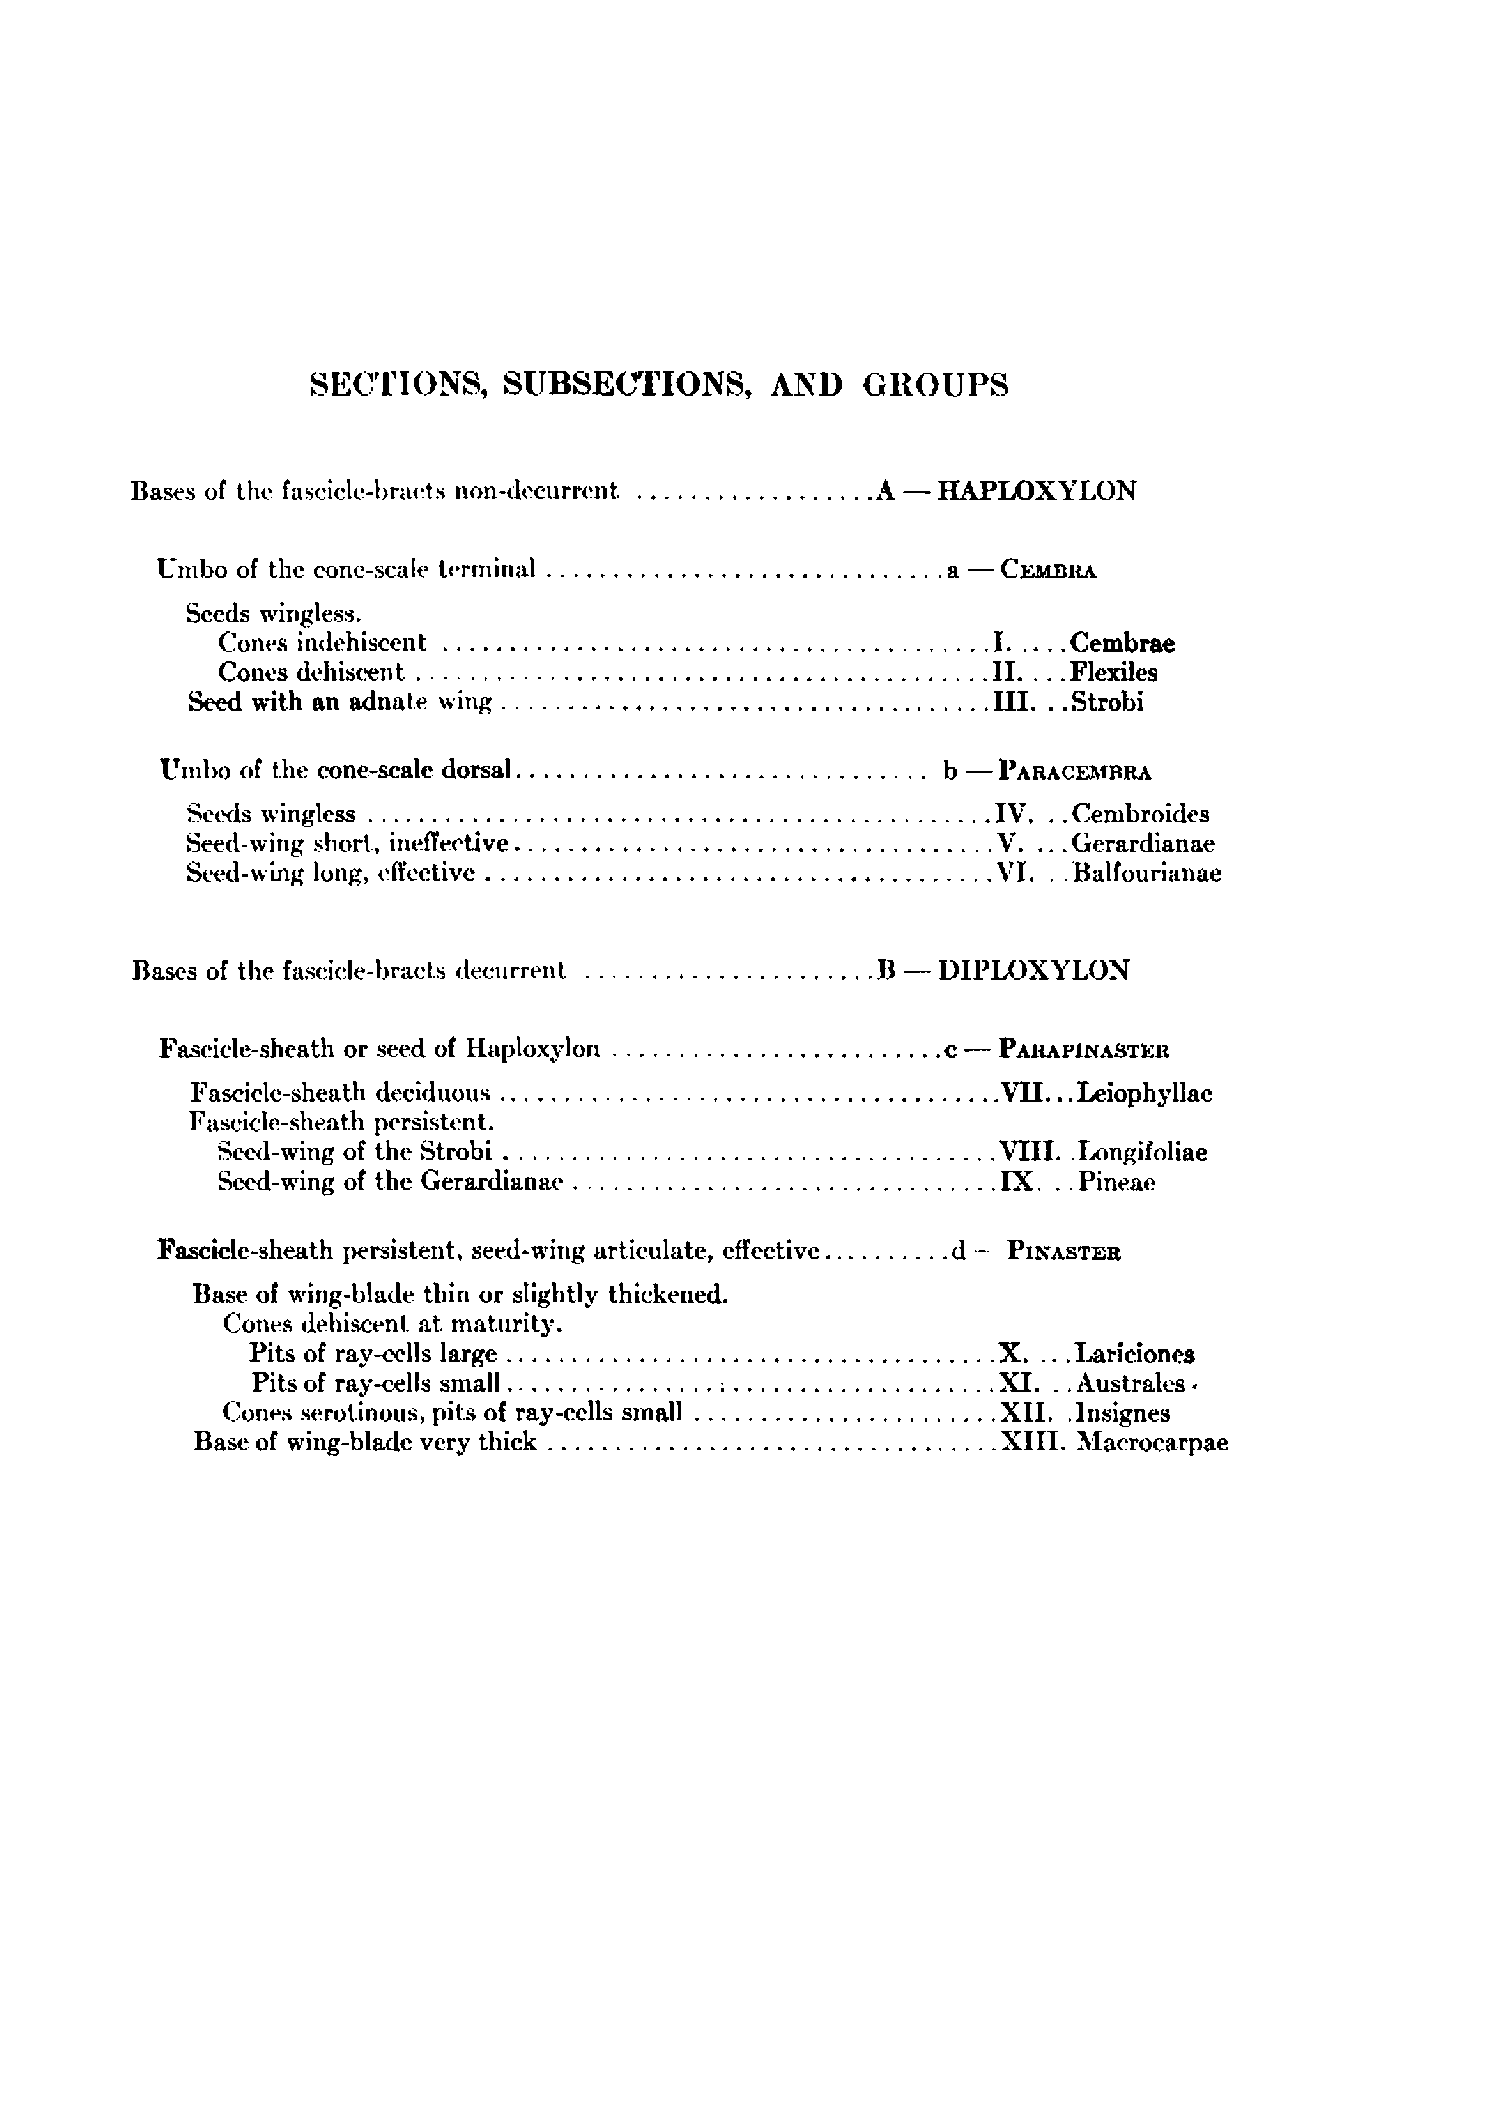 SECTIONS, SUBSECTIONS, AND GROUPS
Bases of the fascicle-bracts non-decurrent ..................A — HAPLOXYLON
Umbo of the cone-scale terminal ..............................a — CEMBRA
Seeds wingless.
Cones indehiscent .........................................I. ....Cembrae
Cones dehiscent ...........................................II. ...Flexiles
Seed with an adnate wing .....................................III. ..Strobi
Umbo of the cone-scale dorsal............................... b — PARACEMBRA
Seeds wingless ...............................................IV. ..Cembroides
Seed-wing short, ineffective....................................V. ...Gerardianae
Seed-wing long, effective ......................................VI. ..Balfourianae
Bases of the fascicle-bracts decurrent ......................B — DIPLOXYLON
Fascicle-sheath or seed of Haploxylon .........................c — PARAPINASTER
Fascicle-sheath deciduous ......................................VII...Leiophyllae
Fascicle-sheath persistent.
Seed-wing of the Strobi .....................................VIII. .Longifoliae
Seed-wing of the Gerardianae ................................IX. ..Pineae
Fascicle-sheath persistent, seed-wing articulate, effective..........d — PINASTER
Base of wing-blade thin or slightly thickened.
Cones dehiscent at maturity.
Pits of ray-cells large .....................................X. ...Lariciones
Pits of ray-cells small.....................................XI. ..Australes
Cones serotinous, pits of ray-cells small .......................XII. .Insignes
Base of wing-blade very thick ..................................XIII. Macrocarpae